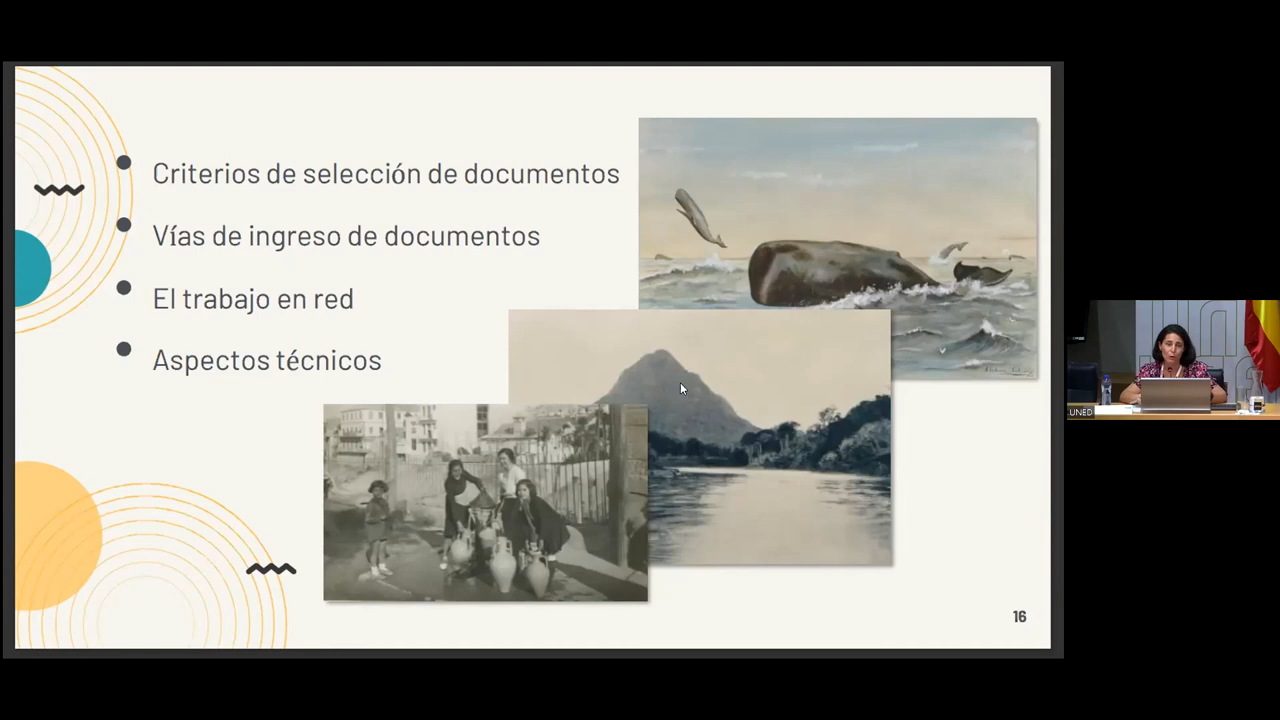 Criterios de selección de documentos
Vías de ingreso de documentos
El trabajo en red
Aspectos técnicos
16
UNED